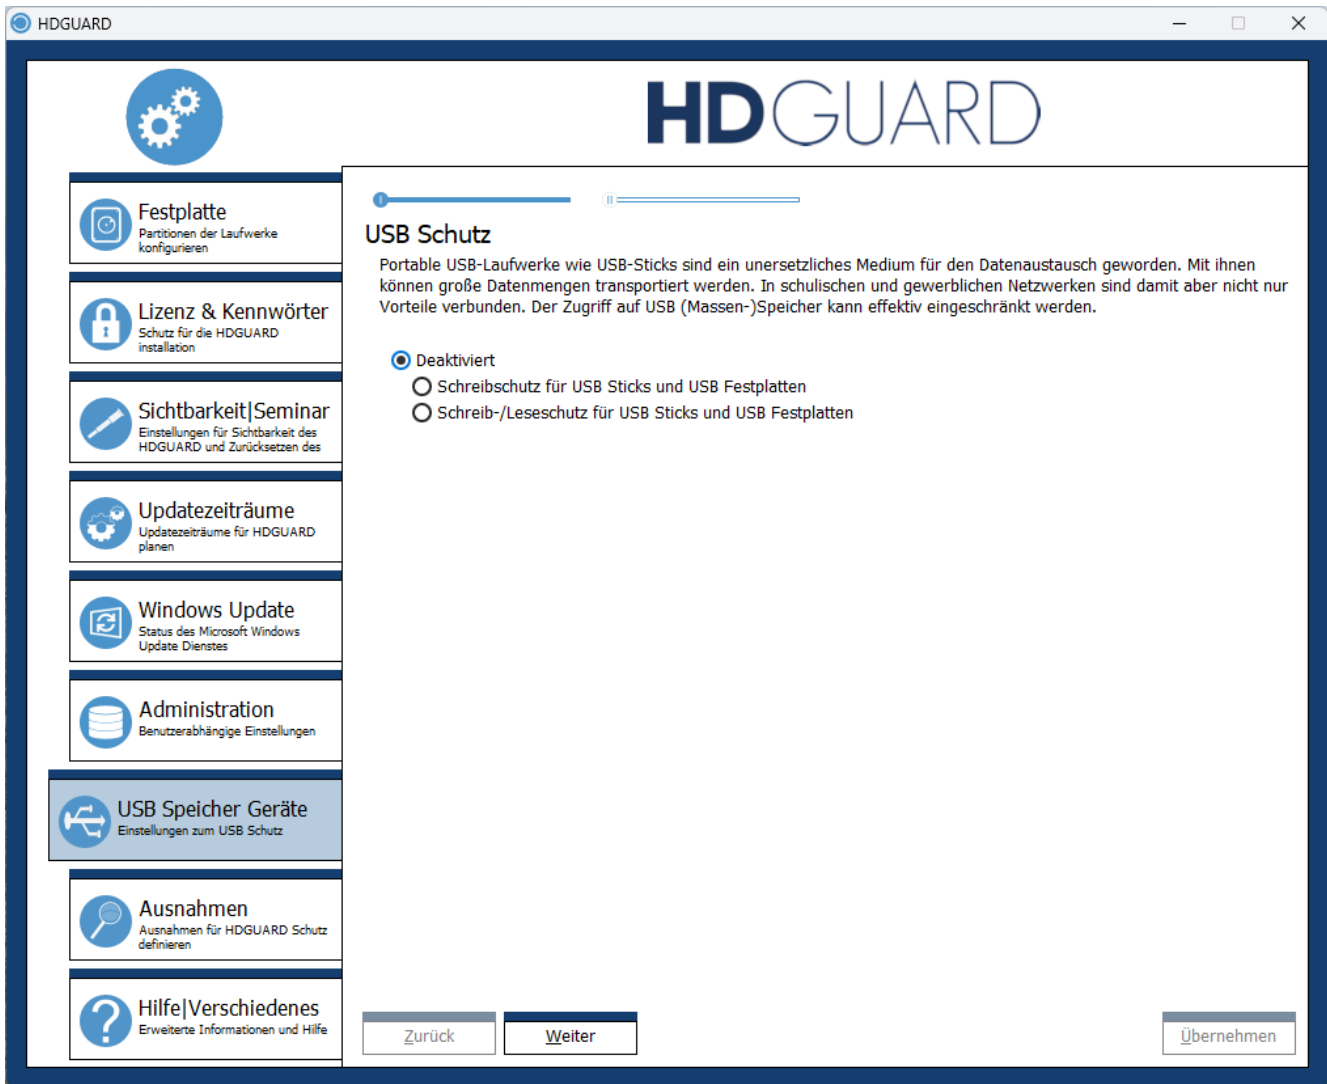 HDGUARD
HDGUARD
Festplatte
Partitionen der Laufwerke
konfigurieren
Lizenz & Kennwörter
Schutz für die HDGUARD
installation
Sichtbarkeit|Seminar
Einstellungen für Sichtbarkeit des
HDGUARD und Zurücksetzen des
Updatezeiträume
Updatezeiträume für HDGUARD
planen
Windows Update
Status des Microsoft Windows
Update Dienstes
Administration
Benutzerabhängige Einstellungen
USB Speicher Geräte
Einstellungen zum USB Schutz
Ausnahmen
Ausnahmen für HDGUARD Schutz
definieren
Hilfe|Verschiedenes
Erweiterte Informationen und Hilfe
I
II
USB Schutz
Portable USB-Laufwerke wie USB-Sticks sind ein unersetzliches Medium für den Datenaustausch geworden. Mit ihnen
können große Datenmengen transportiert werden. In schulischen und gewerblichen Netzwerken sind damit aber nicht nur
Vorteile verbunden. Der Zugriff auf USB (Massen-)Speicher kann effektiv eingeschränkt werden.
Deaktiviert
Schreibschutz für USB Sticks und USB Festplatten
Schreib-/Leseschutz für USB Sticks und USB Festplatten
Zurück
Weiter
Übernehmen